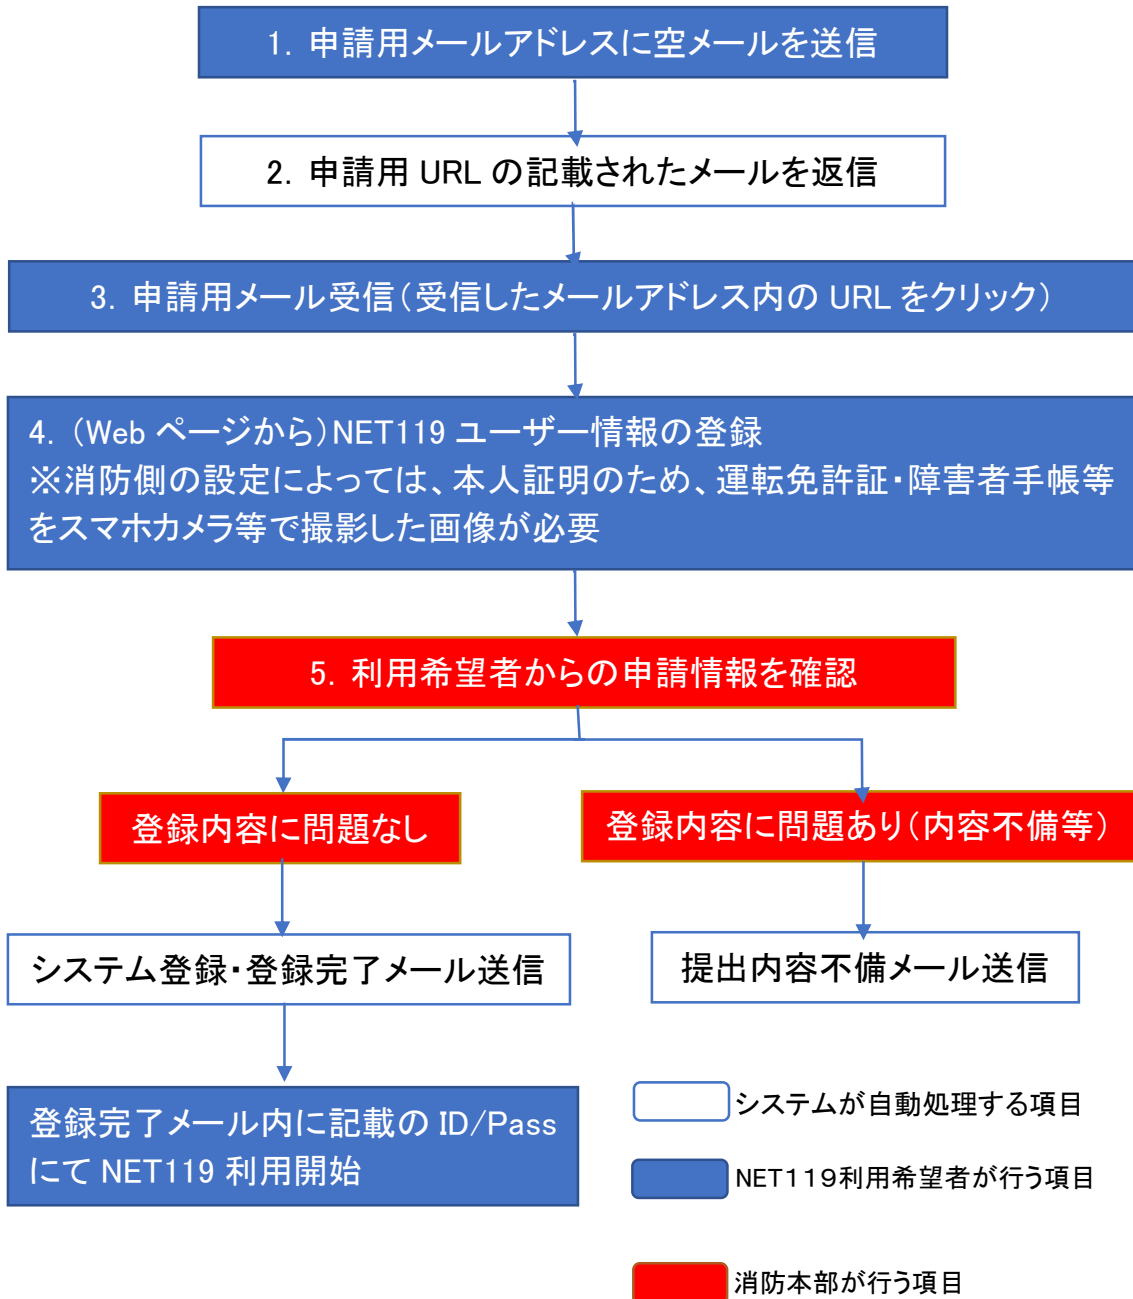 1. 申請用メールアドレスに空メールを送信
2. 申請用 URL の記載されたメールを返信
3. 申請用メール受信(受信したメールアドレス内の URL をクリック)
4. (Web ページから)NET119 ユーザー情報の登録
※消防側の設定によっては、本人証明のため、運転免許証・障害者手帳等
をスマホカメラ等で撮影した画像が必要
5. 利用希望者からの申請情報を確認
登録内容に問題なし
登録内容に問題あり(内容不備等)
システム登録・登録完了メール送信
提出内容不備メール送信
登録完了メール内に記載の ID/Pass
にて NET119 利用開始
システムが自動処理する項目
NET119利用希望者が行う項目
消防本部が行う項目